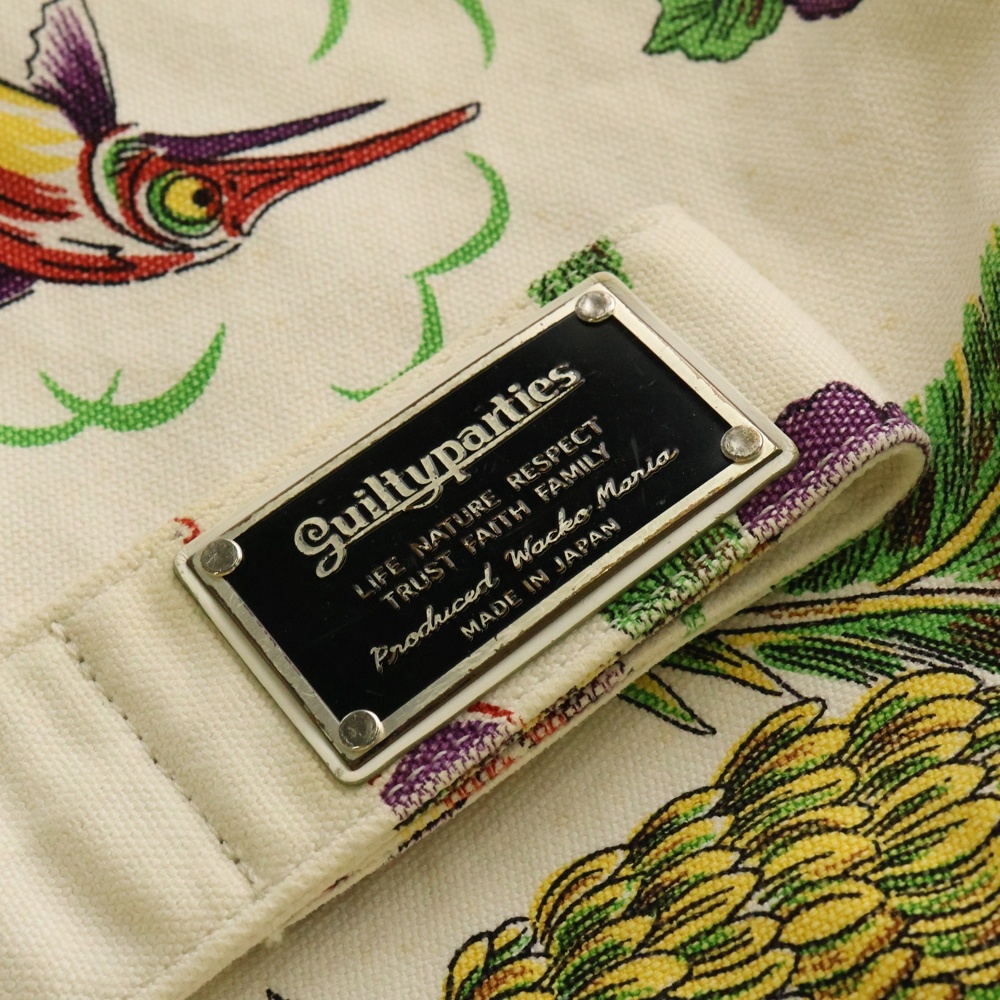 Guiltyparties
LIFE NATURE RESPECT
TRUST FAITH FAMILY
Produced Wacko Maria
MADE IN JAPAN